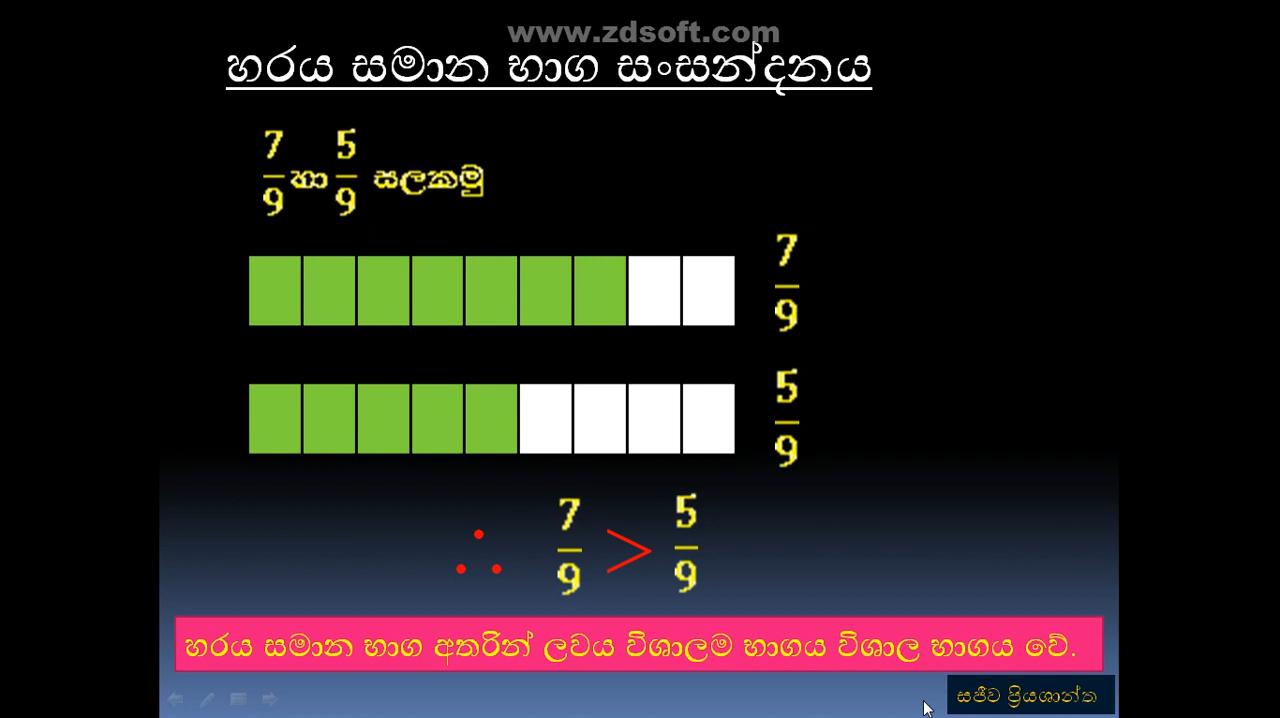 www.zdsoft.com
හරය සමාන භාග සංසන්දනය
7/9 හා 5/9 සලකමු
7/9
5/9
∴ 7/9 > 5/9
හරය සමාන භාග අතරින් ලවය විශාලම භාගය විශාල භාගය වේ.
සජීව ප්‍රියශාන්ත